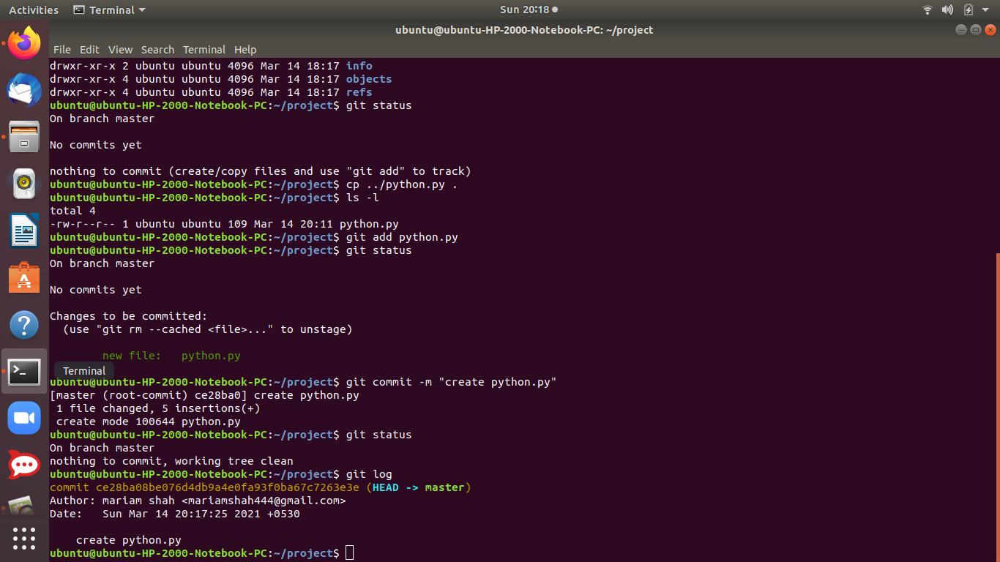 Activities Terminal Sun 20:18
ubuntu@ubuntu-HP-2000-Notebook-PC: ~/project
File Edit View Search Terminal Help
drwxr-xr-x 2 ubuntu ubuntu 4096 Mar 14 18:17 info
drwxr-xr-x 4 ubuntu ubuntu 4096 Mar 14 18:17 objects
drwxr-xr-x 4 ubuntu ubuntu 4096 Mar 14 18:17 refs
ubuntu@ubuntu-HP-2000-Notebook-PC:~/project$ git status
On branch master

No commits yet

nothing to commit (create/copy files and use "git add" to track)
ubuntu@ubuntu-HP-2000-Notebook-PC:~/project$ cp ../python.py .
ubuntu@ubuntu-HP-2000-Notebook-PC:~/project$ ls -l
total 4
-rw-r--r-- 1 ubuntu ubuntu 109 Mar 14 20:11 python.py
ubuntu@ubuntu-HP-2000-Notebook-PC:~/project$ git add python.py
ubuntu@ubuntu-HP-2000-Notebook-PC:~/project$ git status
On branch master

No commits yet

Changes to be committed:
  (use "git rm --cached <file>..." to unstage)

        new file:   python.py

Terminal
ubuntu@ubuntu-HP-2000-Notebook-PC:~/project$ git commit -m "create python.py"
[master (root-commit) ce28ba0] create python.py
 1 file changed, 5 insertions(+)
 create mode 100644 python.py
ubuntu@ubuntu-HP-2000-Notebook-PC:~/project$ git status
On branch master
nothing to commit, working tree clean
ubuntu@ubuntu-HP-2000-Notebook-PC:~/project$ git log
commit ce28ba08be076d4db9a4e0fa93f0ba67c7263e3e (HEAD -> master)
Author: mariam shah <mariamshah444@gmail.com>
Date:   Sun Mar 14 20:17:25 2021 +0530

    create python.py
ubuntu@ubuntu-HP-2000-Notebook-PC:~/project$